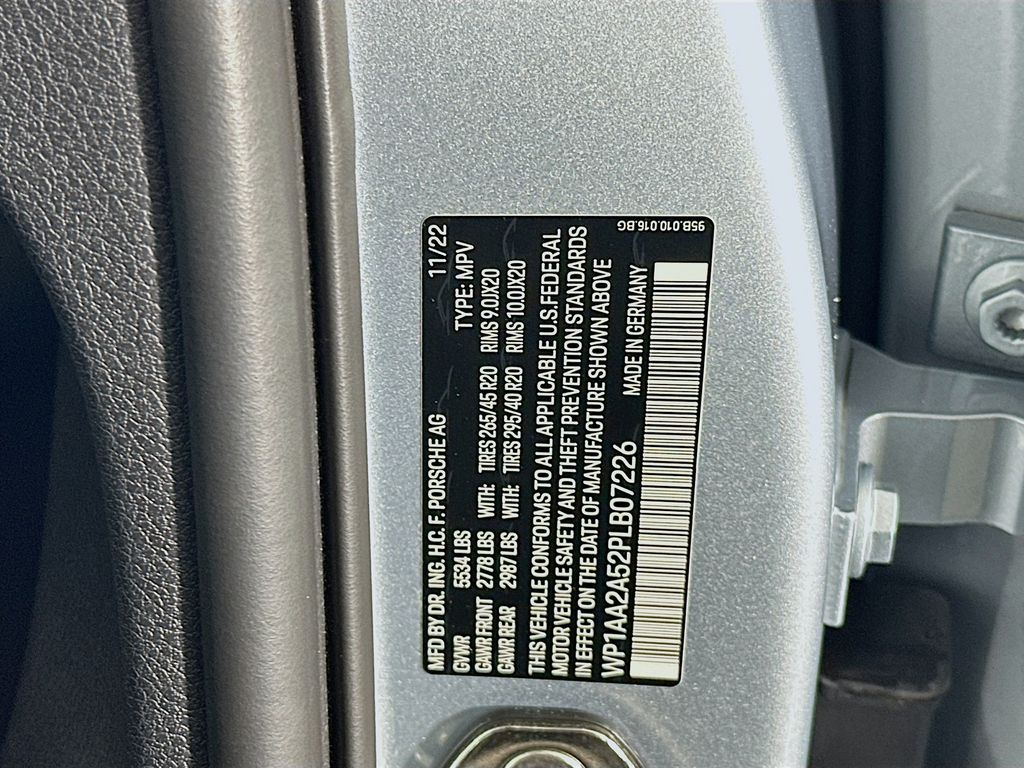 MFD BY DR. ING. H.C. F. PORSCHE AG 11/22
GVWR 5534 LBS TYPE: MPV
GAWR FRONT 2778 LBS WITH: TIRES 265/45 R20 RIMS 9.0JX20
GAWR REAR 2987 LBS WITH: TIRES 295/40 R20 RIMS 10.0JX20
THIS VEHICLE CONFORMS TO ALL APPLICABLE U.S. FEDERAL
MOTOR VEHICLE SAFETY AND THEFT PREVENTION STANDARDS
IN EFFECT ON THE DATE OF MANUFACTURE SHOWN ABOVE
WP1AA2A52PLB07226 MADE IN GERMANY
95B.010.016.BG